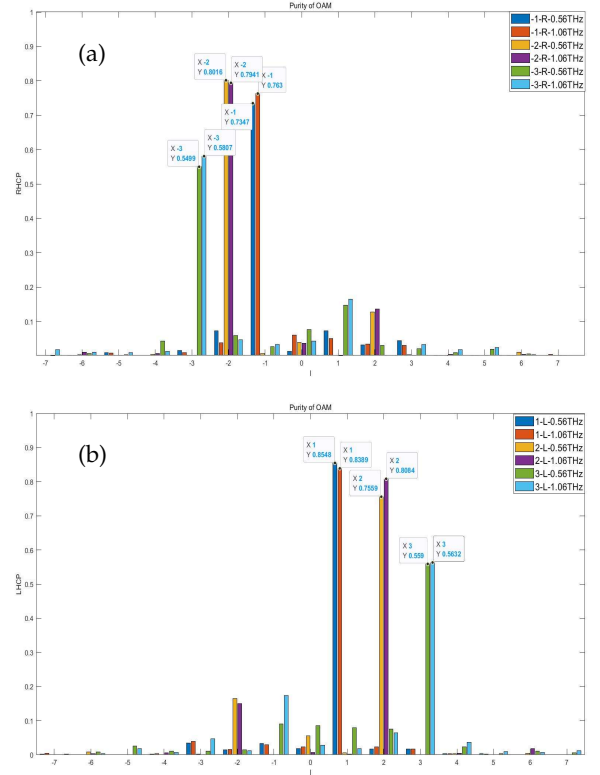 Purity of OAM
(a)
-1-R-0.56THz
-1-R-1.06THz
-2-R-0.56THz
-2-R-1.06THz
-3-R-0.56THz
-3-R-1.06THz
X -2
Y 0.8016
X -2
Y 0.7941
X -1
Y 0.763
X -1
Y 0.7347
X -3
Y 0.5807
X -3
Y 0.5499
RHCP
1
0.9
0.8
0.7
0.6
0.5
0.4
0.3
0.2
0.1
-7 -6 -5 -4 -3 -2 -1 0 1 2 3 4 5 6 7
l
Purity of OAM
(b)
1-L-0.56THz
1-L-1.06THz
2-L-0.56THz
2-L-1.06THz
3-L-0.56THz
3-L-1.06THz
X 1
Y 0.8548
X 1
Y 0.8389
X 2
Y 0.7559
X 2
Y 0.8084
X 3
Y 0.559
X 3
Y 0.5632
LHCP
1
0.9
0.8
0.7
0.6
0.5
0.4
0.3
0.2
0.1
0
-7 -6 -5 -4 -3 -2 -1 0 1 2 3 4 5 6 7
l